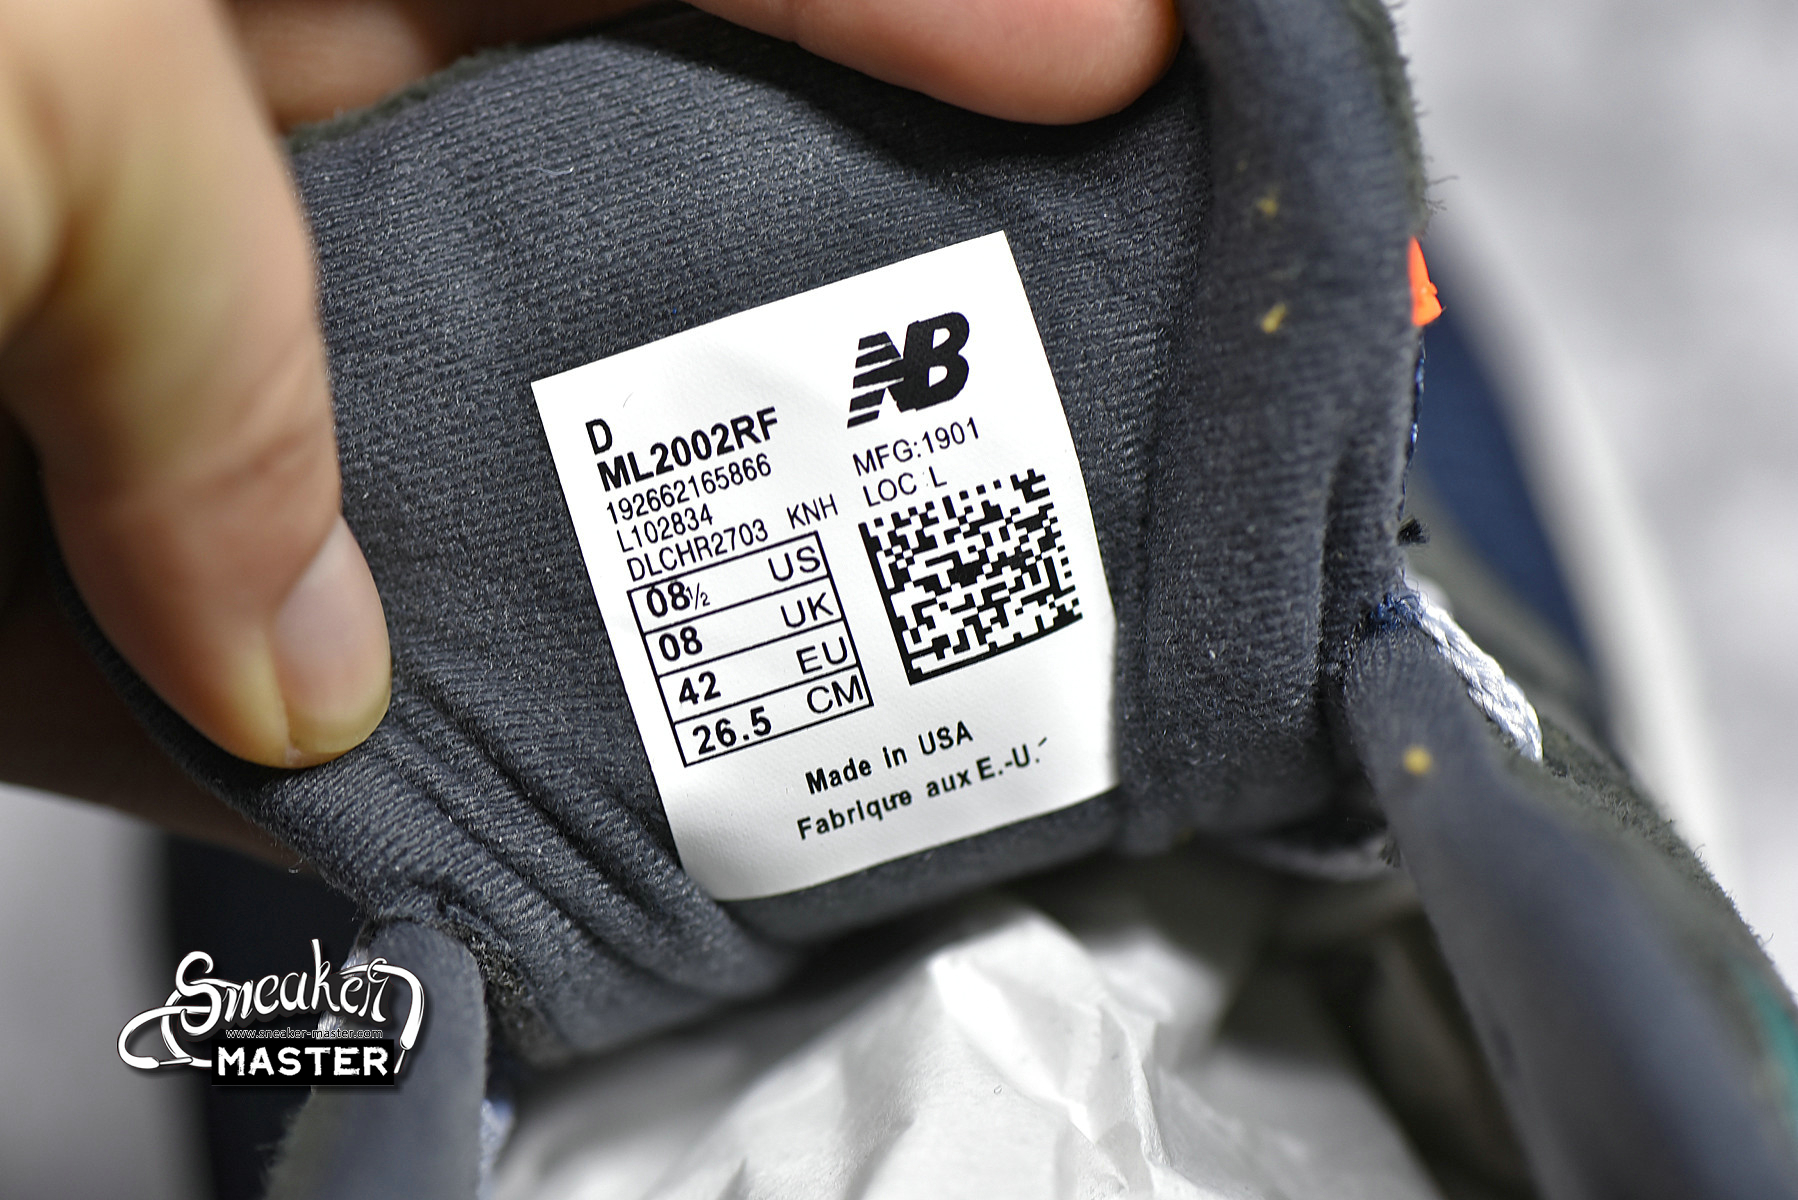 NB
D
ML2002RF
192662165866
L102834
DLCHR2703 KNH
MFG:1901
LOC:L
08½ US
08 UK
42 EU
26.5 CM
Made in USA
Fabrique aux E.-U.
Sneaker
www.sneaker-master.com
MASTER